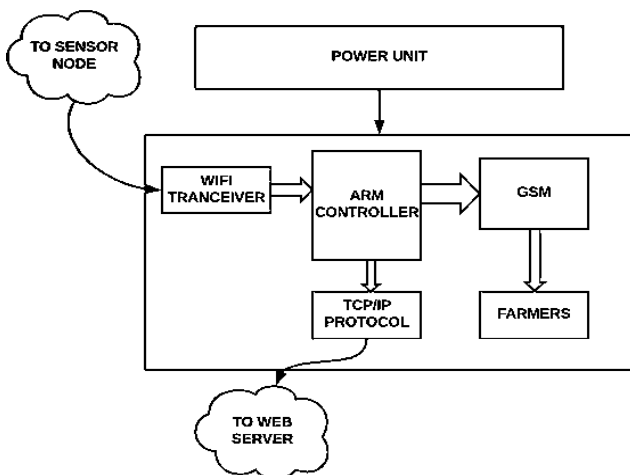 TO SENSOR
NODE
POWER UNIT
WIFI
TRANCEIVER
ARM
CONTROLLER
GSM
TCP/IP
PROTOCOL
FARMERS
TO WEB
SERVER